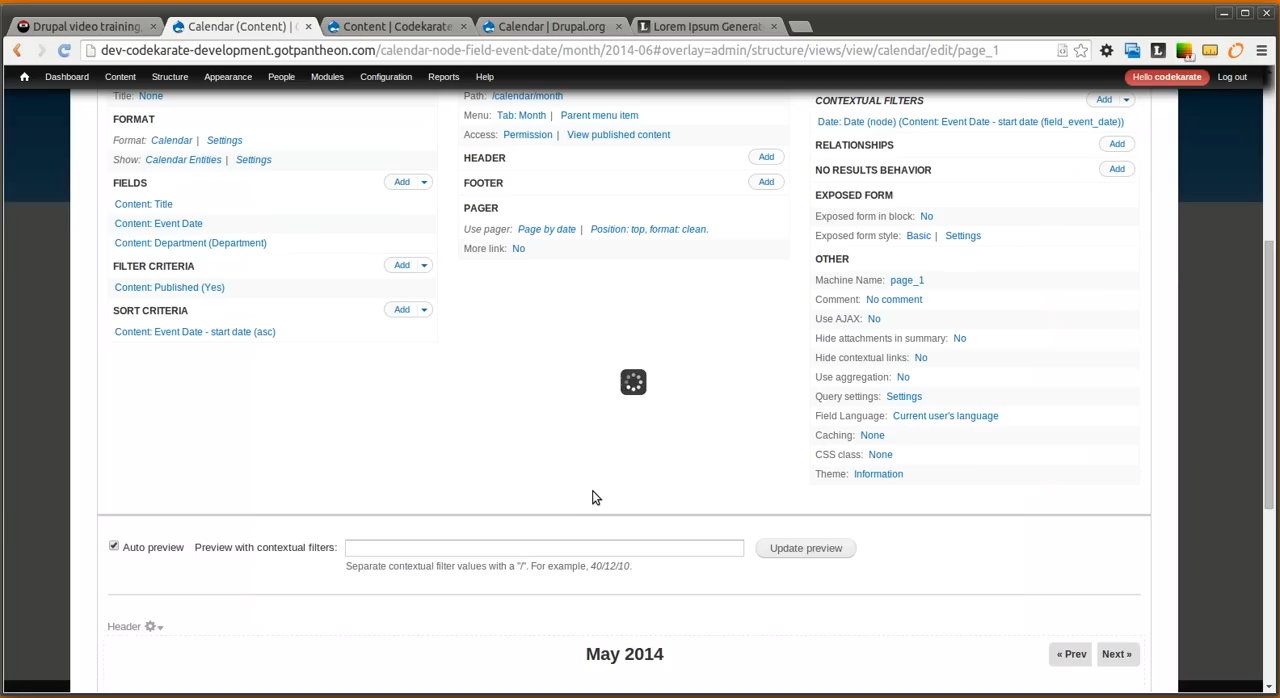 Drupal video training
Calendar (Content) |
Content | Codekarate
Calendar | Drupal.org
Lorem Ipsum Generat
dev-codekarate-development.gotpantheon.com/calendar-node-field-event-date/month/2014-06#overlay=admin/structure/views/view/calendar/edit/page_1
Dashboard Content Structure Appearance People Modules Configuration Reports Help Hello codekarate Log out
Title: None
FORMAT
Format: Calendar | Settings
Show: Calendar Entities | Settings
FIELDS Add
Content: Title
Content: Event Date
Content: Department (Department)
FILTER CRITERIA Add
Content: Published (Yes)
SORT CRITERIA Add
Content: Event Date - start date (asc)
Path: /calendar/month
Menu: Tab: Month | Parent menu item
Access: Permission | View published content
HEADER Add
FOOTER Add
PAGER
Use pager: Page by date | Position: top, format: clean.
More link: No
CONTEXTUAL FILTERS Add
Date: Date (node) (Content: Event Date - start date (field_event_date))
RELATIONSHIPS Add
NO RESULTS BEHAVIOR Add
EXPOSED FORM
Exposed form in block: No
Exposed form style: Basic | Settings
OTHER
Machine Name: page_1
Comment: No comment
Use AJAX: No
Hide attachments in summary: No
Hide contextual links: No
Use aggregation: No
Query settings: Settings
Field Language: Current user's language
Caching: None
CSS class: None
Theme: Information
Auto preview Preview with contextual filters: Update preview
Separate contextual filter values with a "/". For example, 40/12/10.
Header
May 2014
« Prev Next »